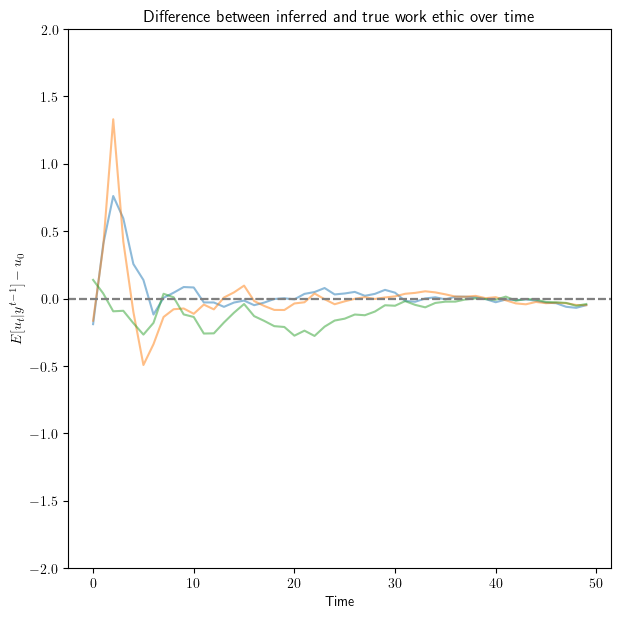 Difference between inferred and true work ethic over time
2.0
1.5
1.0
0.5
0.0
−0.5
−1.0
−1.5
−2.0
E[u_t|y^{t−1}] − u_0
0 10 20 30 40 50
Time